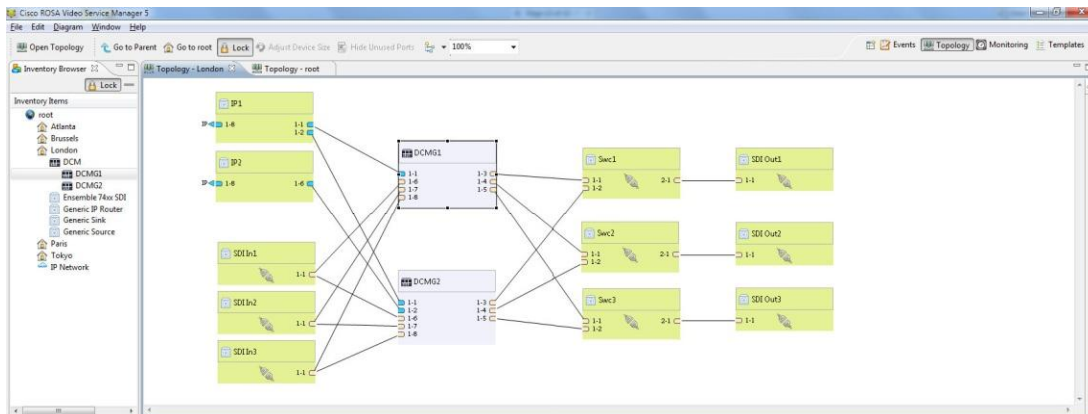 Cisco ROSA Video Service Manager 5
File Edit Diagram Window Help
Open Topology Go to Parent Go to root Lock Adjust Device Size Hide Unused Ports 100% Events Topology Monitoring Templates
Inventory Browser Topology - London Topology - root
Lock
Inventory Items
root
Atlanta
Brussels
London
DCM
DCMG1
DCMG2
Ensemble 74xx SDI
Generic IP Router
Generic Sink
Generic Source
Paris
Tokyo
IP Network
IP1
IP 1-8 1-1
1-2
IP2
IP 1-8 1-6
SDI In1
1-1
SDI In2
1-1
SDI In3
1-1
DCMG1
1-1 1-3
1-6 1-4
1-7 1-5
1-8
DCMG2
1-1 1-3
1-2 1-4
1-6 1-5
1-7
1-8
Swc1
1-1 2-1
1-2
Swc2
1-1 2-1
1-2
Swc3
1-1 2-1
1-2
SDI Out1
1-1
SDI Out2
1-1
SDI Out3
1-1